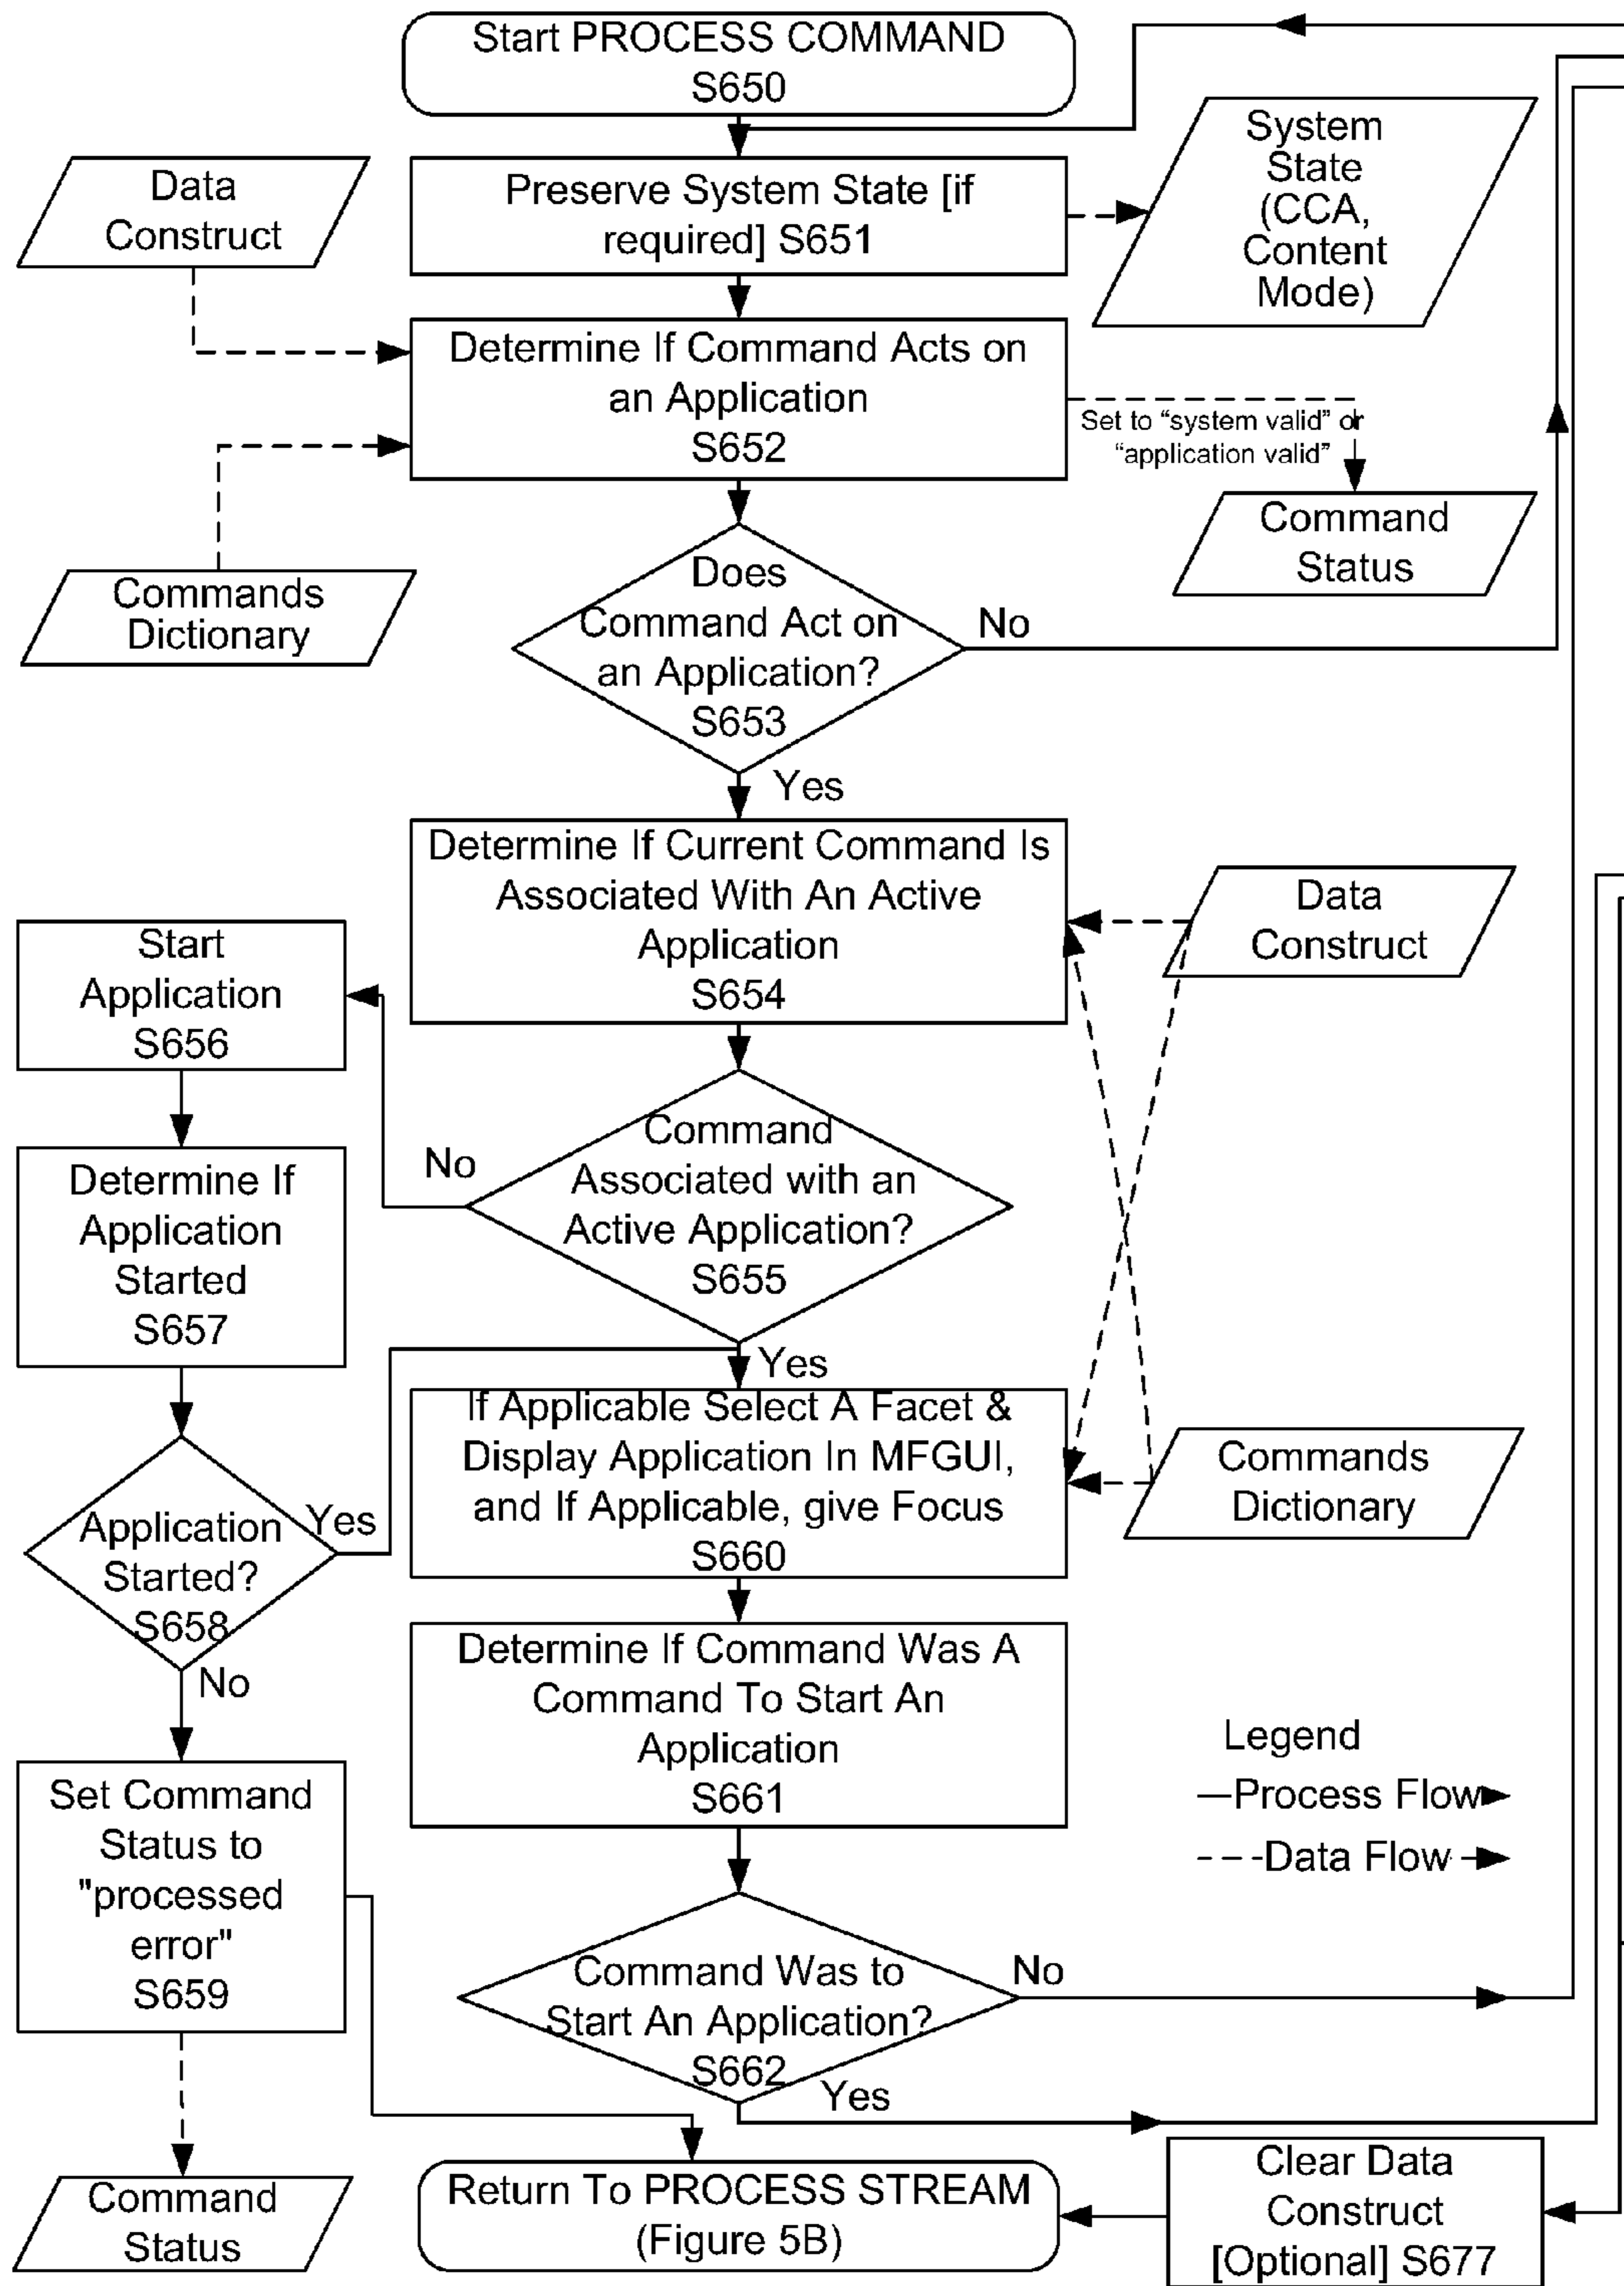 Start PROCESS COMMAND
S650
System
State
(CCA,
Content
Mode)
Data
Construct
Preserve System State [if
required] S651
Determine If Command Acts on
an Application
S652
Set to “system valid” or
“application valid”
Command
Status
Commands
Dictionary
Does
Command Act on
an Application?
S653
No
Yes
Determine If Current Command Is
Associated With An Active
Application
S654
Data
Construct
Start
Application
S656
Command
Associated with an
Active Application?
S655
No
Determine If
Application
Started
S657
Yes
If Applicable Select A Facet &
Display Application In MFGUI,
and If Applicable, give Focus
S660
Commands
Dictionary
Application
Started?
S658
Yes
No
Determine If Command Was A
Command To Start An
Application
S661
Legend
Process Flow
Data Flow
Set Command
Status to
"processed
error"
S659
Command Was to
Start An Application?
S662
No
Yes
Command
Status
Return To PROCESS STREAM
(Figure 5B)
Clear Data
Construct
[Optional] S677